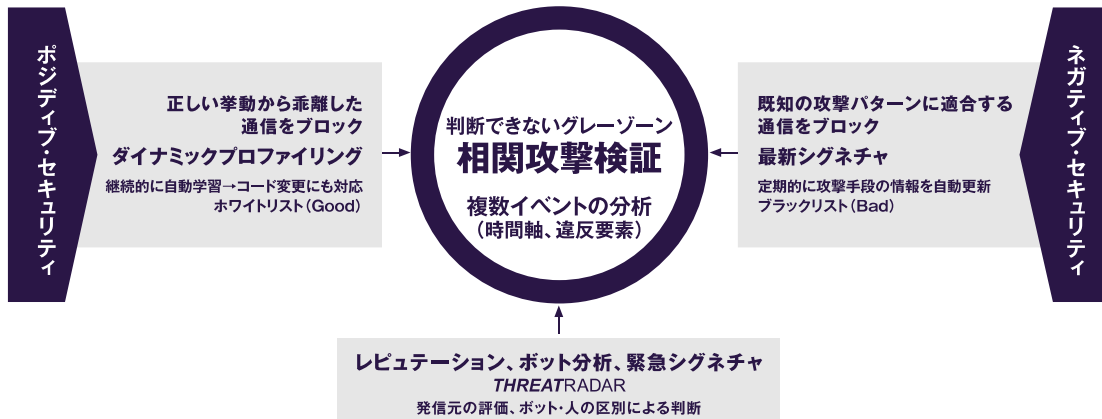 ポジディブ・セキュリティ
正しい挙動から乖離した
通信をブロック
ダイナミックプロファイリング
継続的に自動学習→コード変更にも対応
ホワイトリスト（Good）
判断できないグレーゾーン
相関攻撃検証
複数イベントの分析
（時間軸、違反要素）
既知の攻撃パターンに適合する
通信をブロック
最新シグネチャ
定期的に攻撃手段の情報を自動更新
ブラックリスト（Bad）
ネガティブ・セキュリティ
レピュテーション、ボット分析、緊急シグネチャ
THREATRADAR
発信元の評価、ボット・人の区別による判断